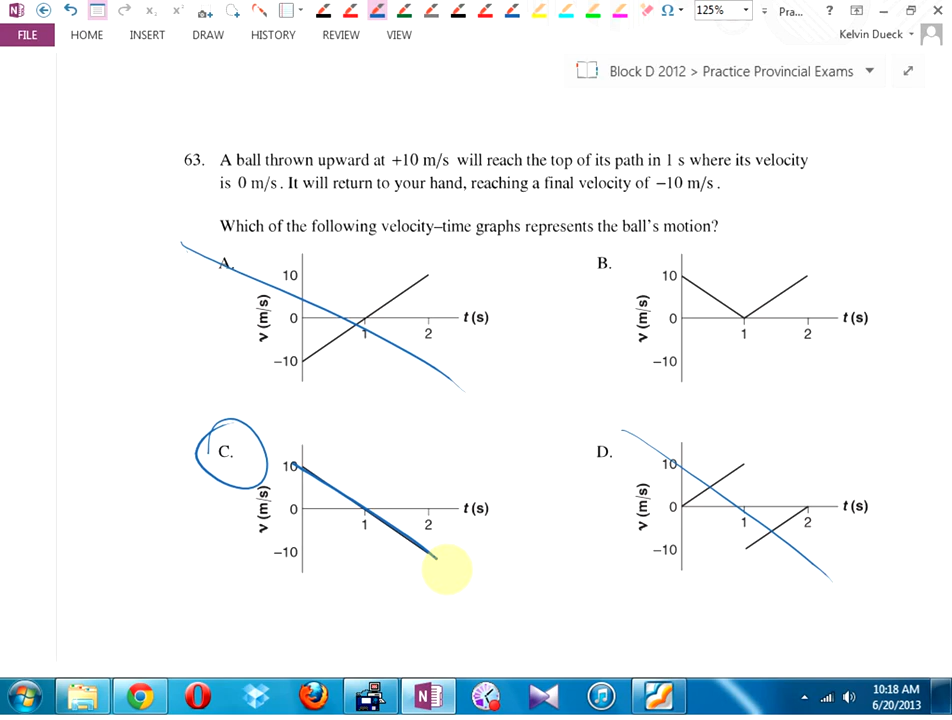 125%
Pra...
?
FILE
HOME
INSERT
DRAW
HISTORY
REVIEW
VIEW
Kelvin Dueck
Block D 2012 > Practice Provincial Exams
63. A ball thrown upward at +10 m/s will reach the top of its path in 1 s where its velocity
is 0 m/s. It will return to your hand, reaching a final velocity of −10 m/s.
Which of the following velocity–time graphs represents the ball's motion?
A.
10
0
−10
v (m/s)
t (s)
1
2
B.
10
0
−10
v (m/s)
t (s)
1
2
C.
10
0
−10
v (m/s)
t (s)
1
2
D.
10
0
−10
v (m/s)
t (s)
1
2
10:18 AM
6/20/2013